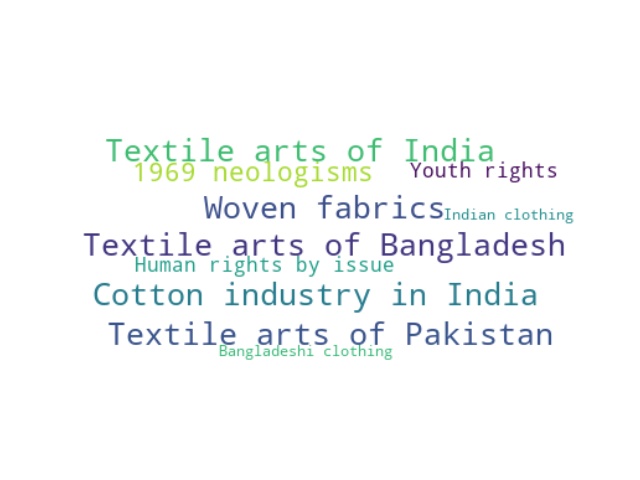 Textile arts of India
1969 neologisms
Youth rights
Woven fabrics
Indian clothing
Textile arts of Bangladesh
Human rights by issue
Cotton industry in India
Textile arts of Pakistan
Bangladeshi clothing